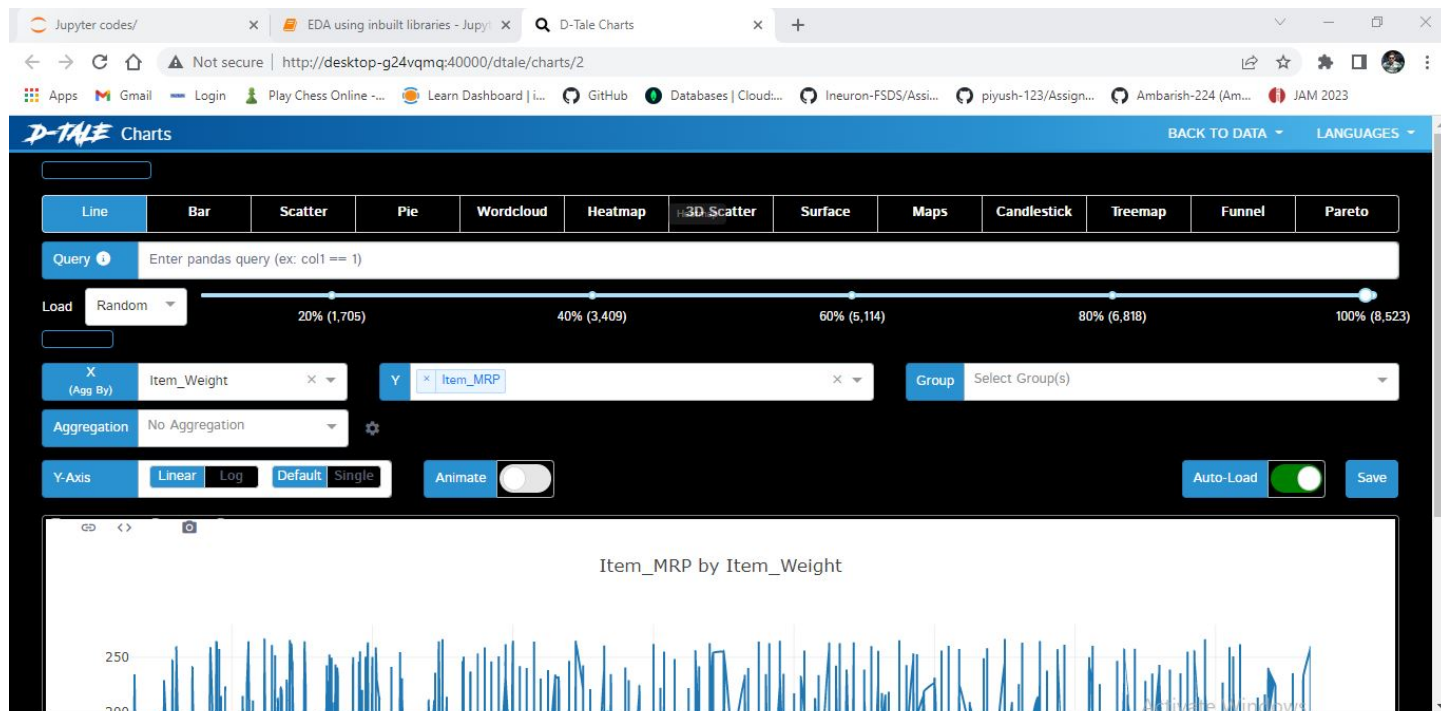 Jupyter codes/
EDA using inbuilt libraries - Jupyt
D-Tale Charts
Not secure | http://desktop-g24vqmq:40000/dtale/charts/2
Apps Gmail Login Play Chess Online -... Learn Dashboard | i... GitHub Databases | Cloud:... Ineuron-FSDS/Assi... piyush-123/Assign... Ambarish-224 (Am... JAM 2023
D-TALE Charts BACK TO DATA LANGUAGES
Line Bar Scatter Pie Wordcloud Heatmap 3D Scatter Surface Maps Candlestick Treemap Funnel Pareto
Query Enter pandas query (ex: col1 == 1)
Load Random
20% (1,705) 40% (3,409) 60% (5,114) 80% (6,818) 100% (8,523)
X
(Agg By)
Item_Weight
Y × Item_MRP
Group Select Group(s)
Aggregation No Aggregation
Y-Axis Linear Log Default Single Animate Auto-Load Save
Item_MRP by Item_Weight
250
200
Activate Windows